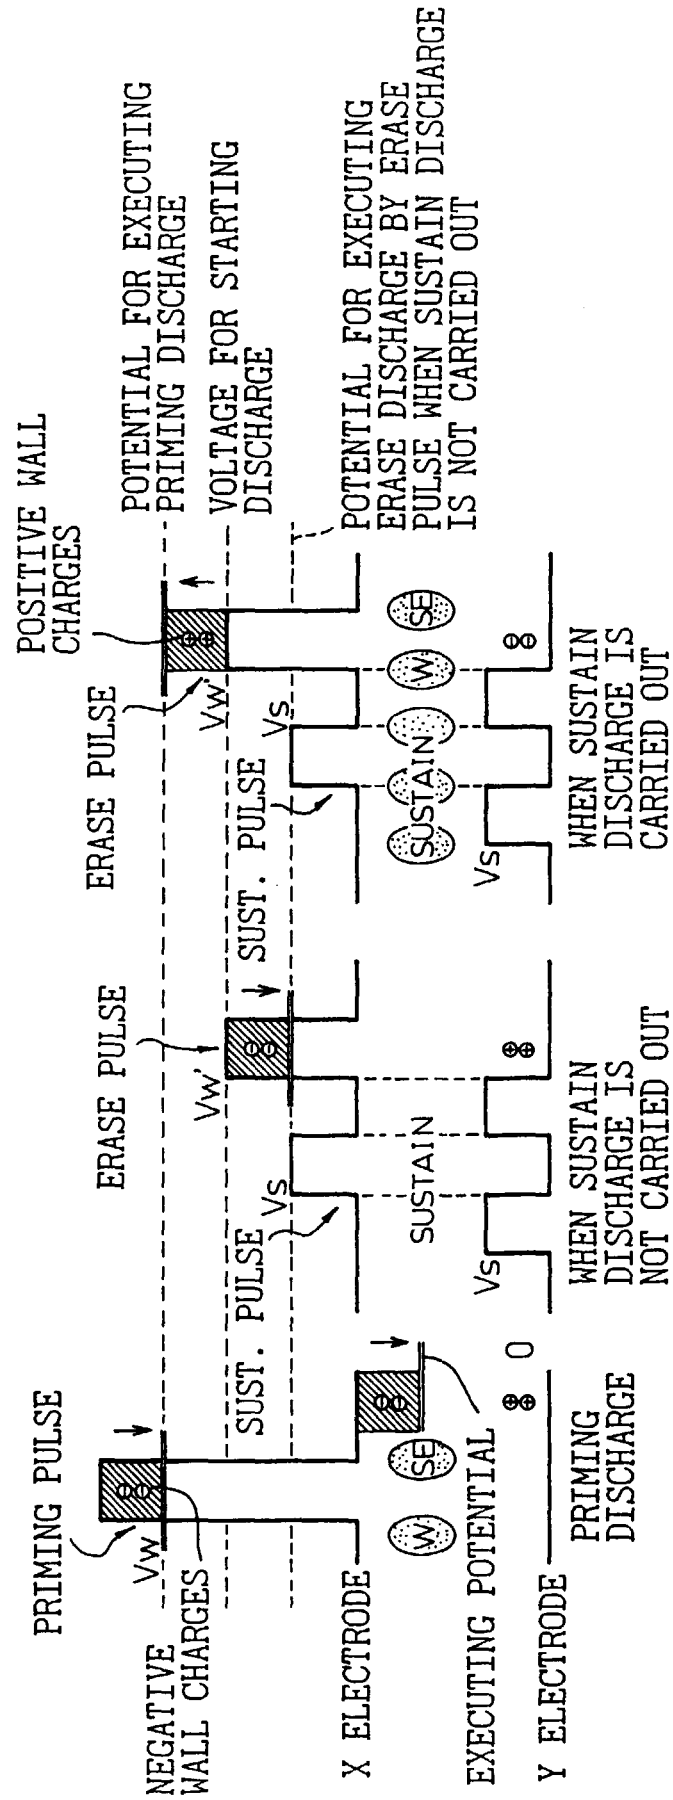 PRIMING PULSE
Vw
NEGATIVE
WALL CHARGES
X ELECTRODE
EXECUTING POTENTIAL
Y ELECTRODE
W
SE
O
PRIMING
DISCHARGE
ERASE PULSE
Vw'
Vs
SUST. PULSE
SUSTAIN
Vs
WHEN SUSTAIN
DISCHARGE IS
NOT CARRIED OUT
POSITIVE WALL
CHARGES
ERASE PULSE
Vw'
Vs
SUST. PULSE
SUSTAIN
W
SE
Vs
WHEN SUSTAIN
DISCHARGE IS
CARRIED OUT
POTENTIAL FOR EXECUTING
PRIMING DISCHARGE
VOLTAGE FOR STARTING
DISCHARGE
POTENTIAL FOR EXECUTING
ERASE DISCHARGE BY ERASE
PULSE WHEN SUSTAIN DISCHARGE
IS NOT CARRIED OUT